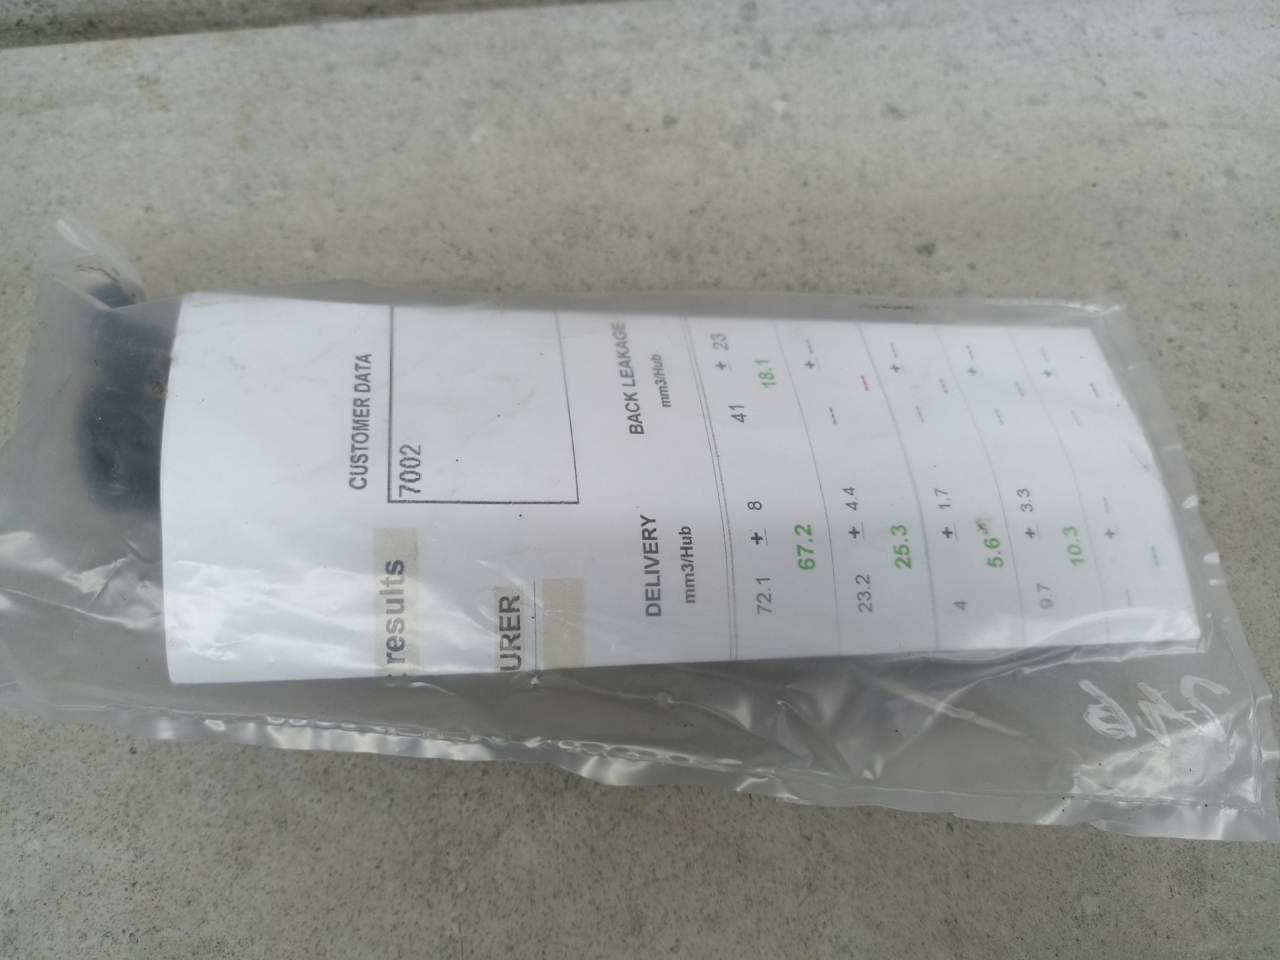 CUSTOMER DATA
7002
results
URER
DELIVERY BACK LEAKAGE
mm3/Hub mm3/Hub
72.1 ± 8 41 ± 23
67.2 18.1
23.2 ± 4.4 --- ± ---
25.3 ---
4 ± 1.7 --- ± ---
5.6 ---
9.7 ± 3.3 --- ± ---
10.3 ---
--- ± --- --- ± ---
--- ---